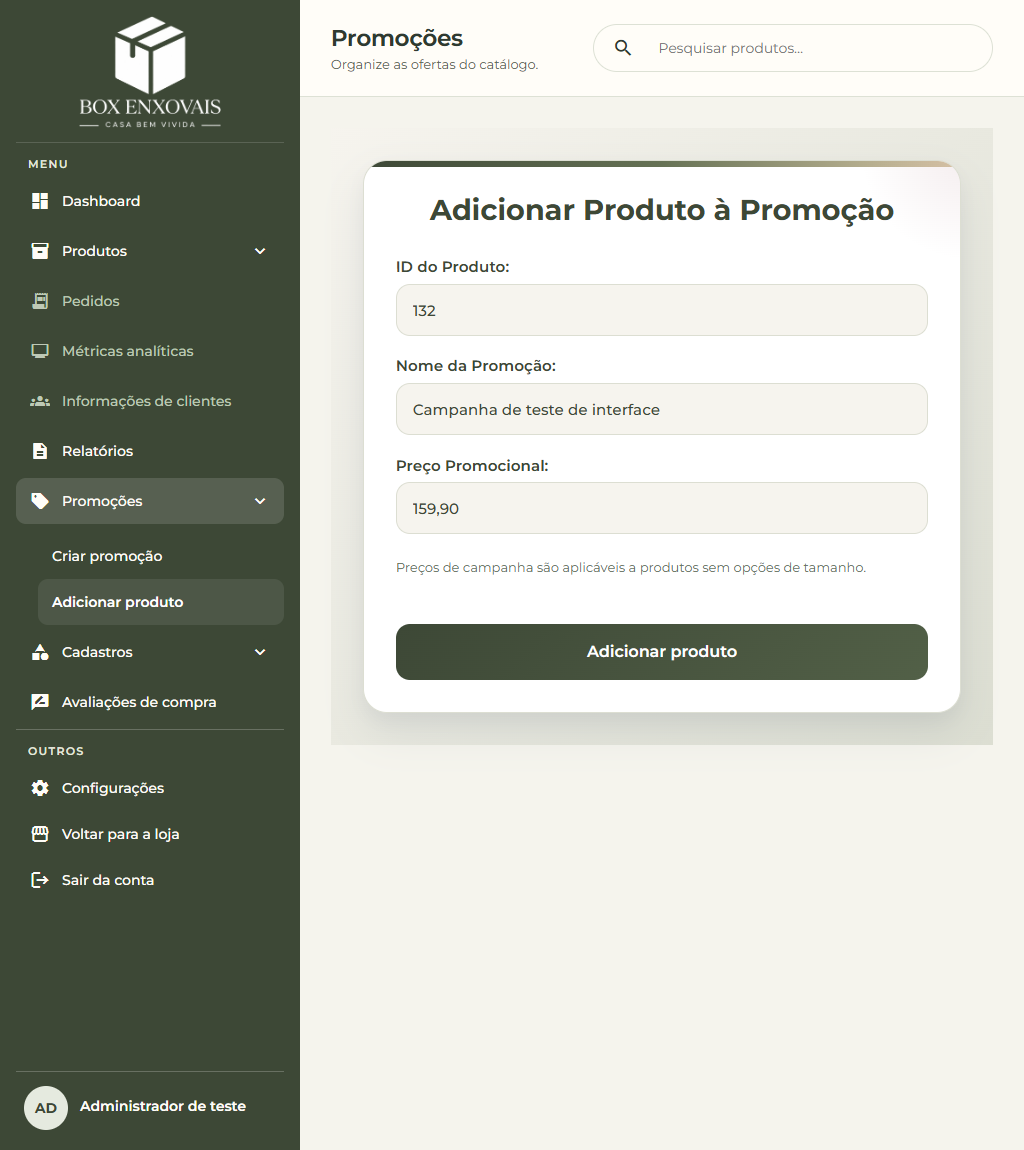 BOX ENXOVAIS
CASA BEM VIVIDA
MENU
Dashboard
Produtos
Pedidos
Métricas analíticas
Informações de clientes
Relatórios
Promoções
Criar promoção
Adicionar produto
Cadastros
Avaliações de compra
OUTROS
Configurações
Voltar para a loja
Sair da conta
AD
Administrador de teste
Promoções
Organize as ofertas do catálogo.
Pesquisar produtos...
Adicionar Produto à Promoção
ID do Produto:
132
Nome da Promoção:
Campanha de teste de interface
Preço Promocional:
159,90
Preços de campanha são aplicáveis a produtos sem opções de tamanho.
Adicionar produto